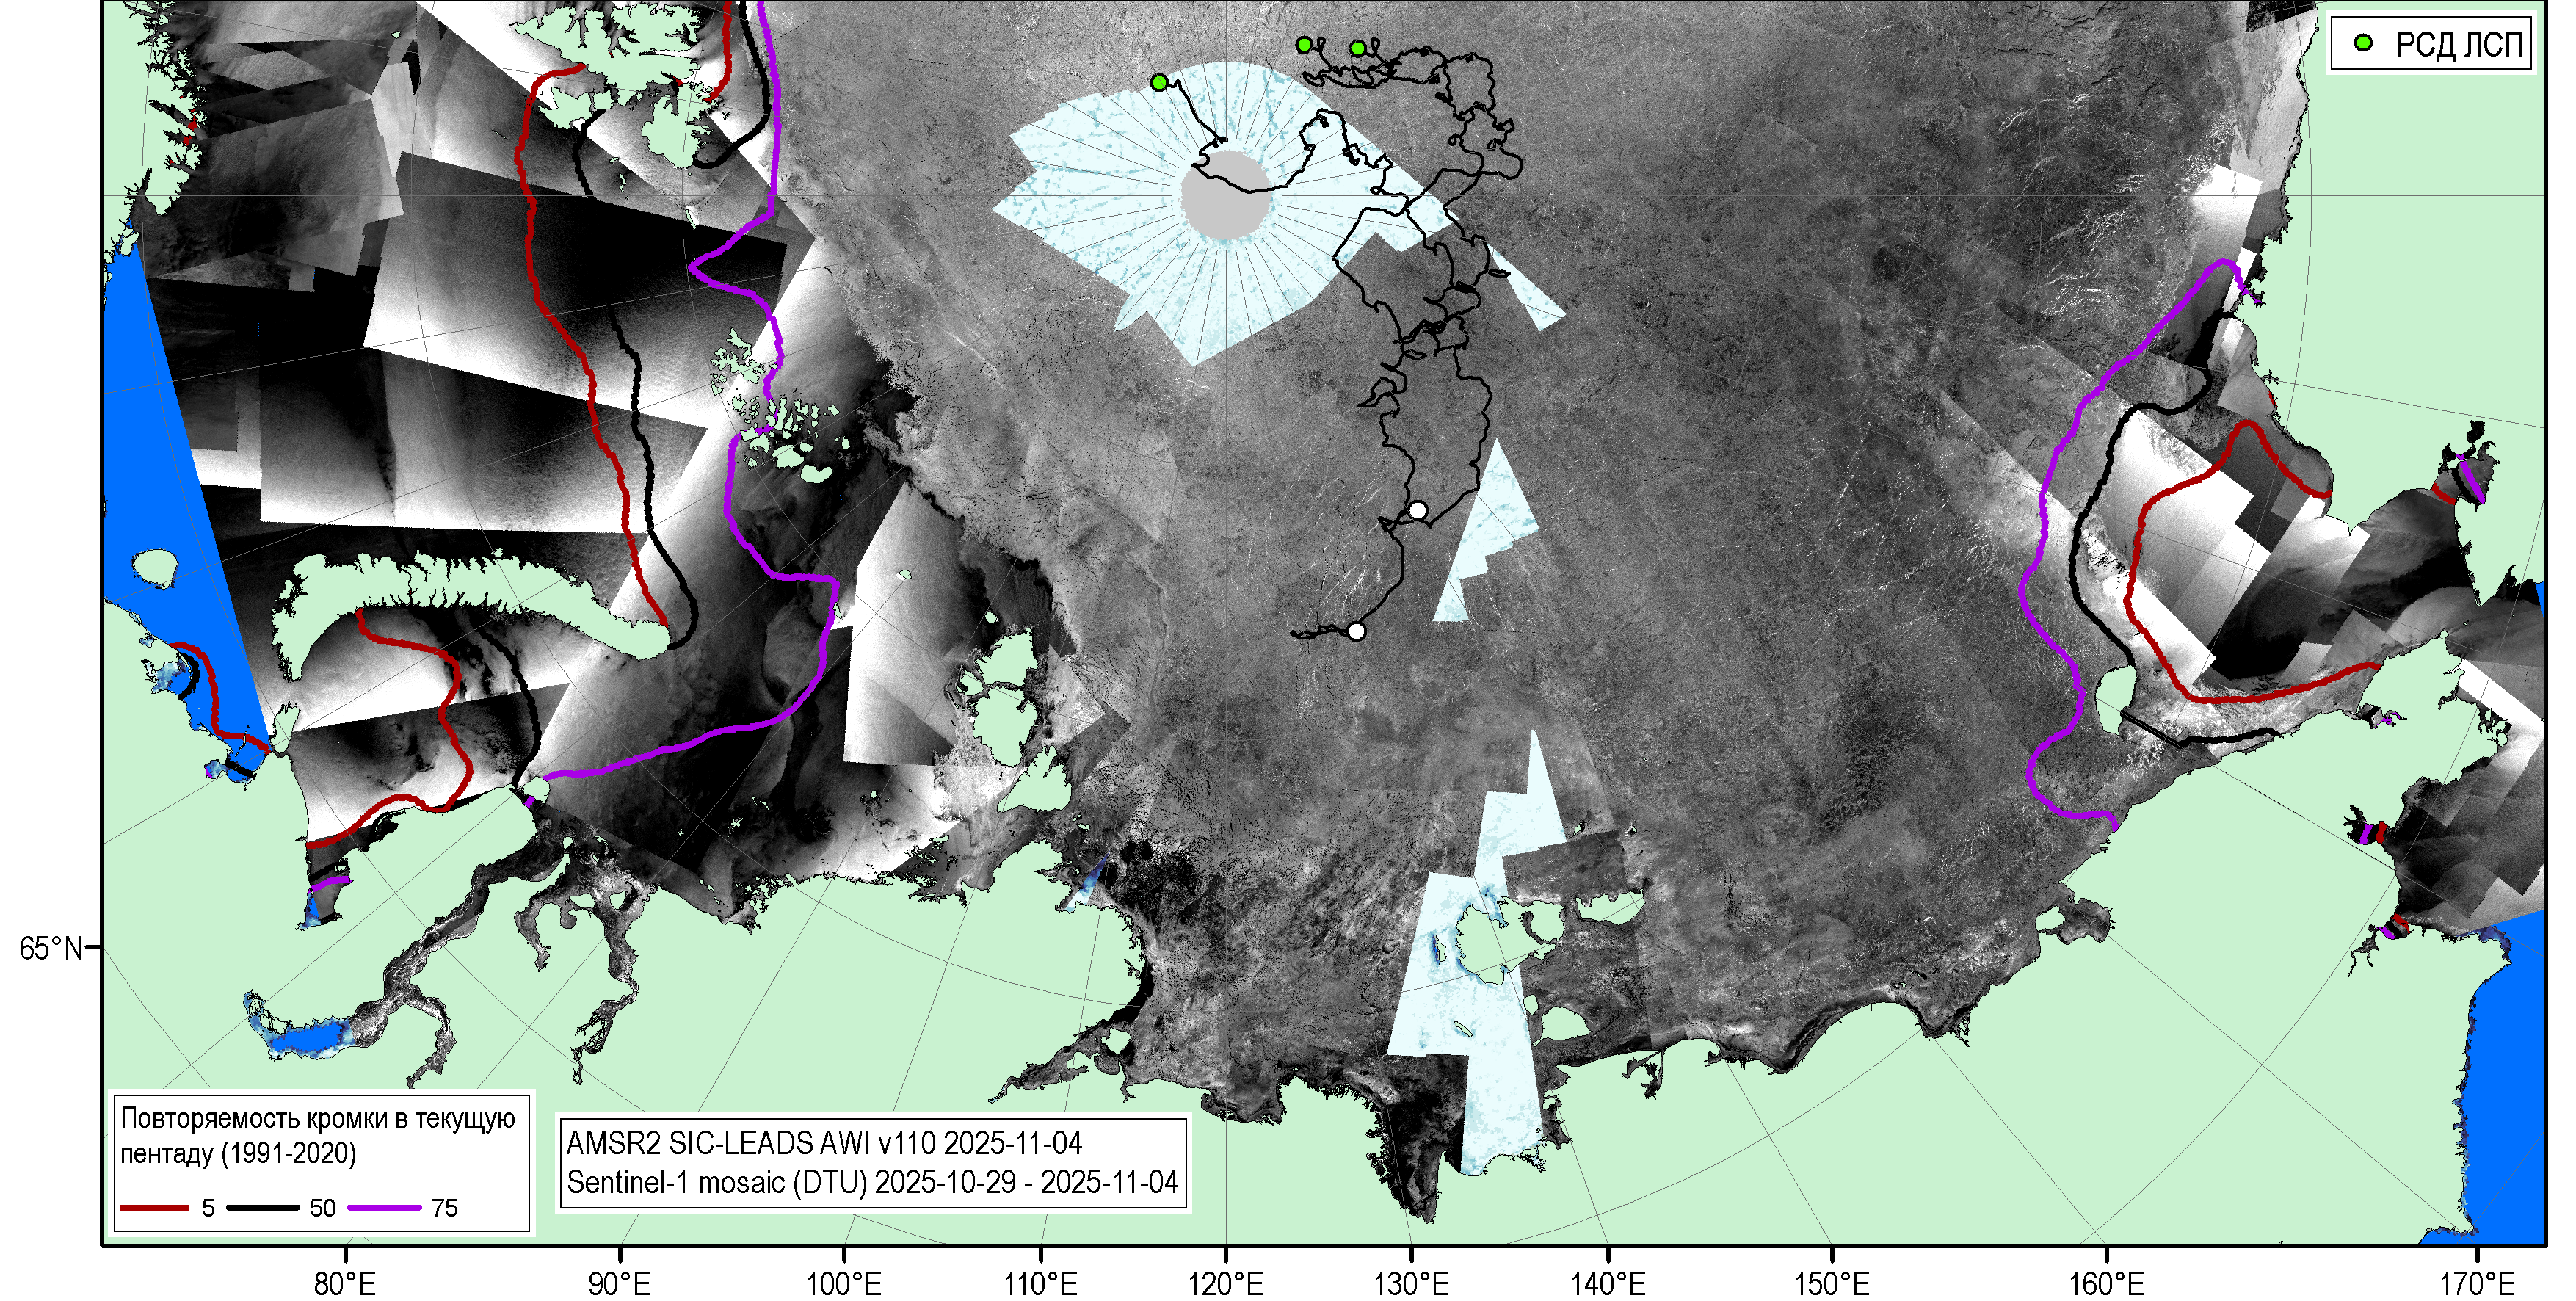 РСД ЛСП
65°N
Повторяемость кромки в текущую
пентаду (1991-2020)
5 50 75
AMSR2 SIC-LEADS AWI v110 2025-11-04
Sentinel-1 mosaic (DTU) 2025-10-29 - 2025-11-04
80°E 90°E 100°E 110°E 120°E 130°E 140°E 150°E 160°E 170°E